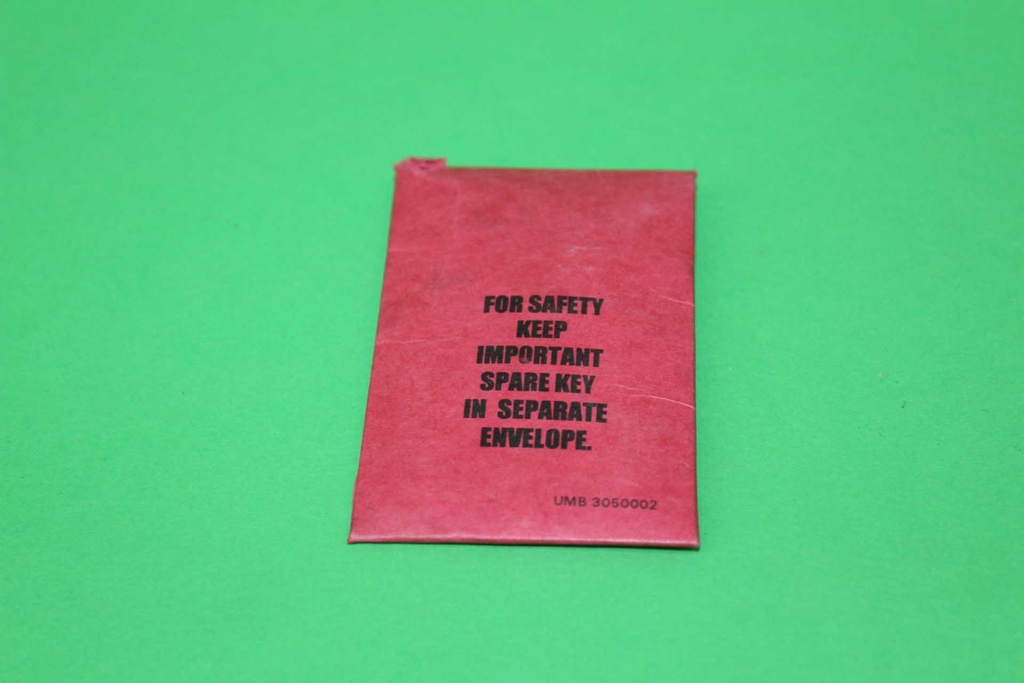 FOR SAFETY
KEEP
IMPORTANT
SPARE KEY
IN SEPARATE
ENVELOPE.
UMB 3050002